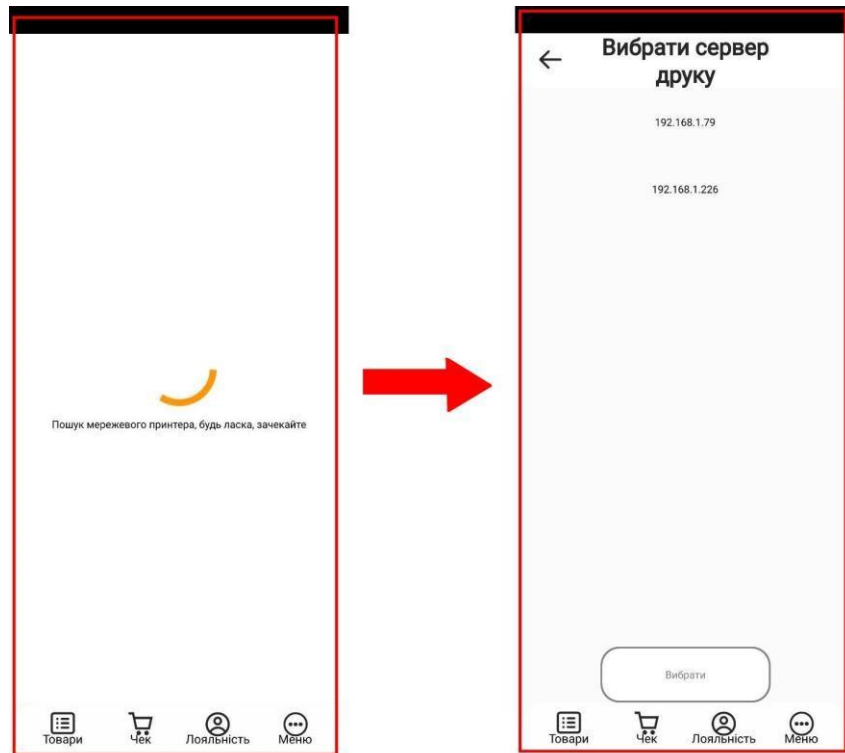 Пошук мережевого принтера, будь ласка, зачекайте
Товари
Чек
Лояльність
Меню
Вибрати сервер
друку
192.168.1.79
192.168.1.226
Вибрати
Товари
Чек
Лояльність
Меню